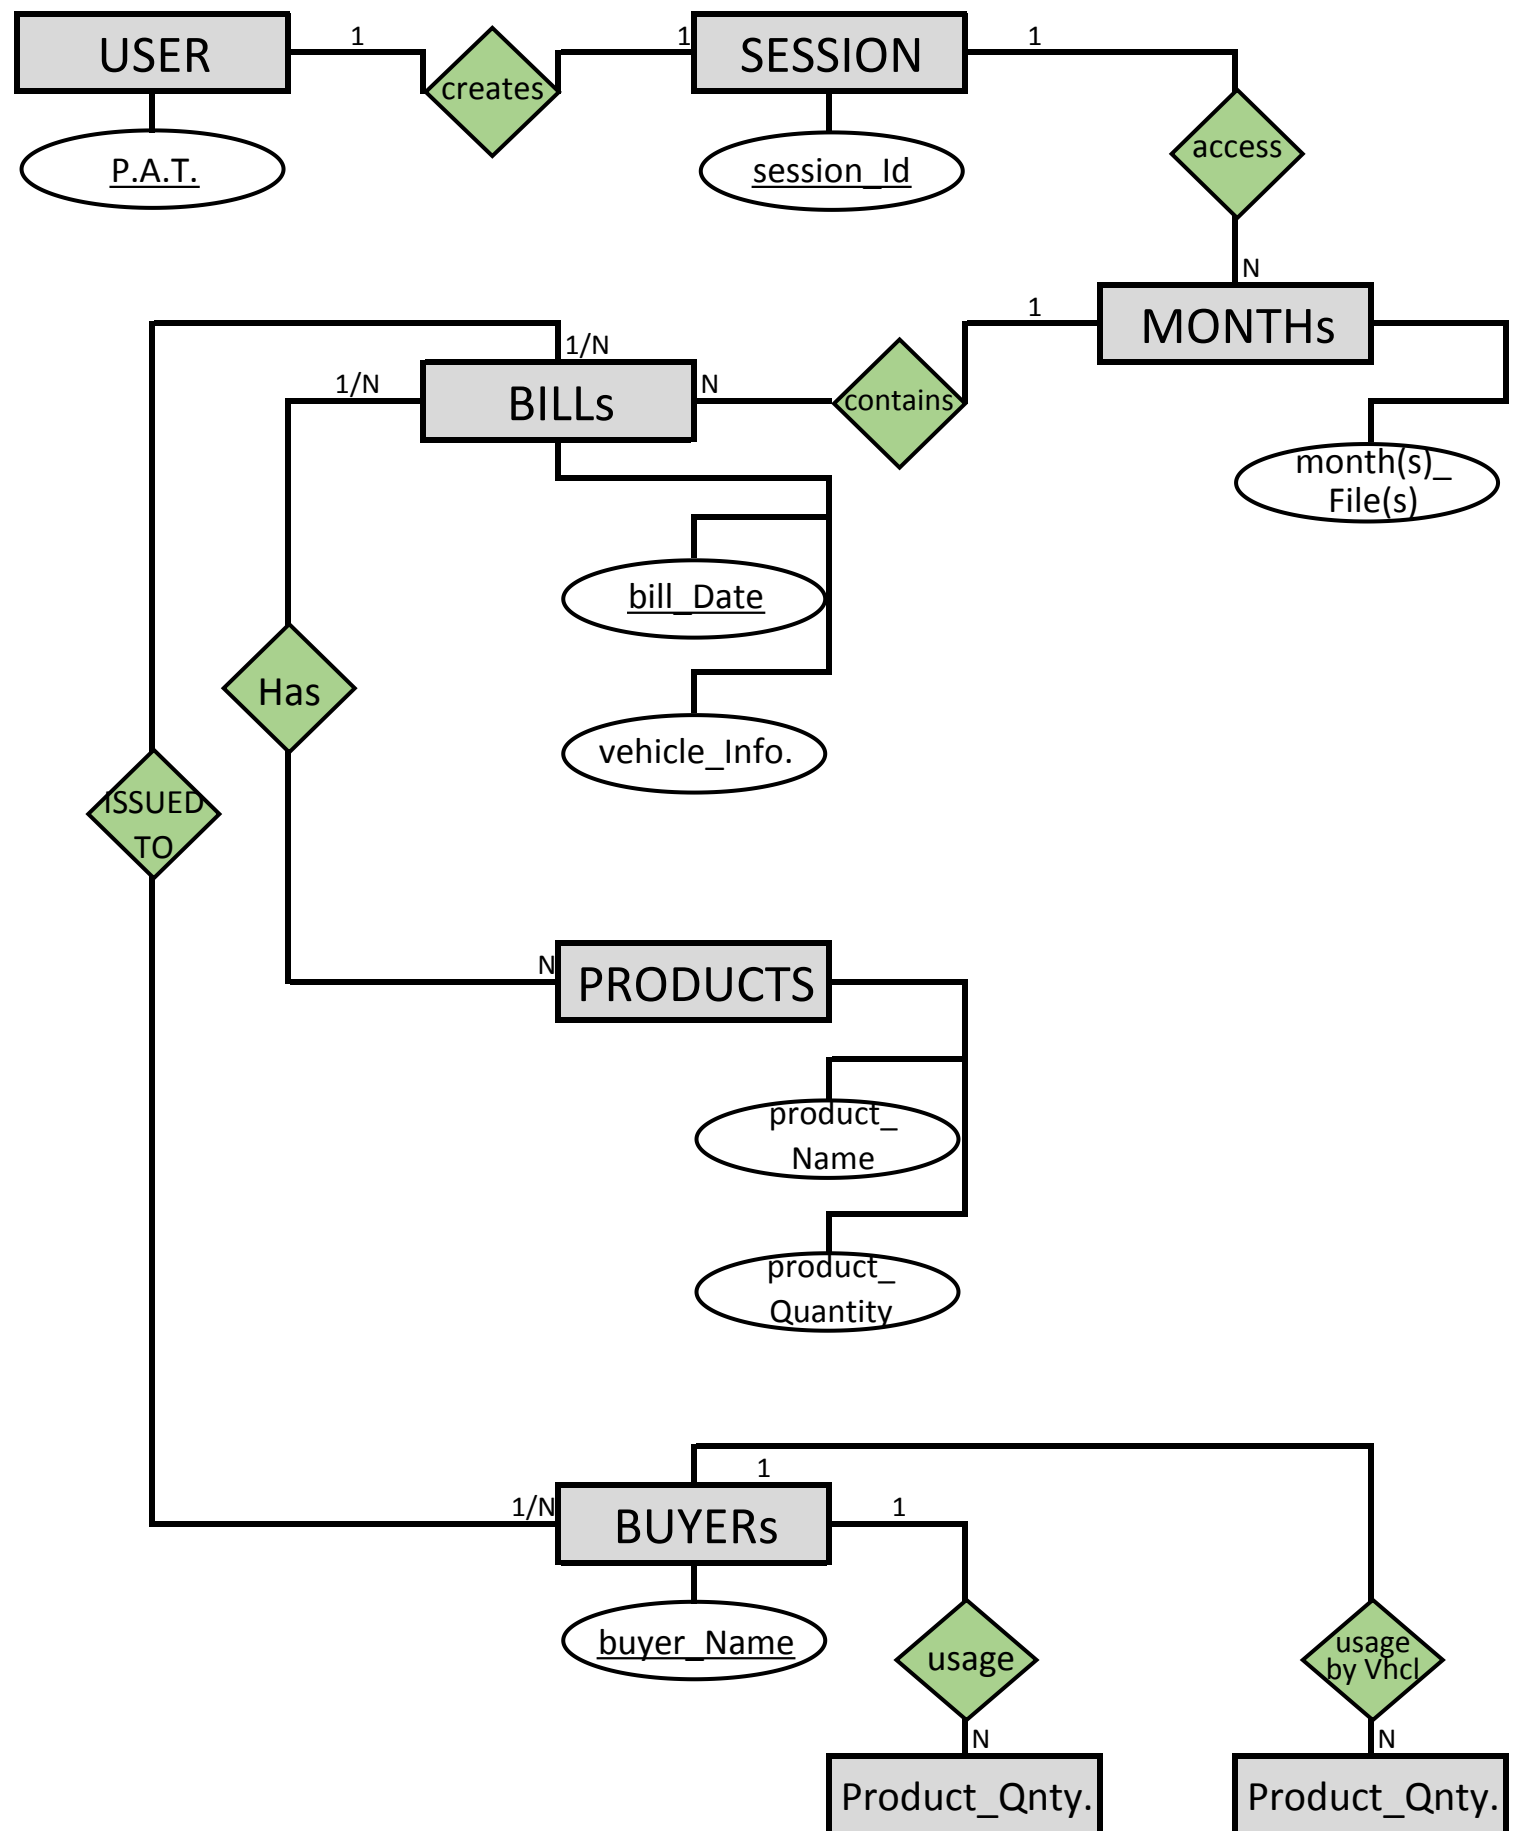 USER
1
creates
1
SESSION
1
P.A.T.
session_Id
access
N
MONTHs
1
contains
N
BILLs
1/N
1/N
month(s)_
File(s)
bill_Date
vehicle_Info.
Has
ISSUED
TO
N
PRODUCTS
product_
Name
product_
Quantity
1/N
BUYERs
1
1
buyer_Name
usage
usage
by Vhcl
N
N
Product_Qnty.
Product_Qnty.